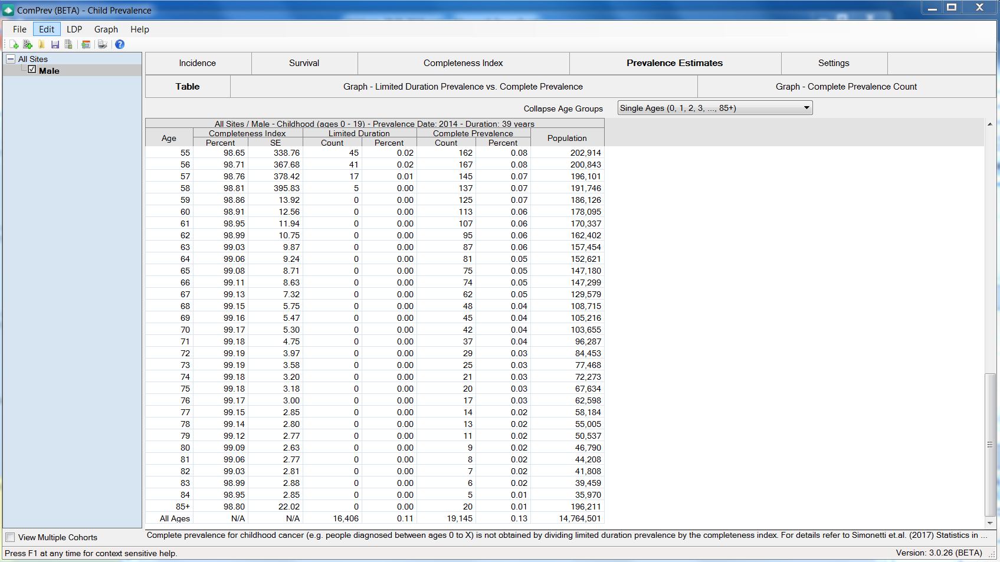 ComPrev (BETA) - Child Prevalence
File Edit LDP Graph Help
All Sites
Male
Incidence Survival Completeness Index Prevalence Estimates Settings
Table Graph - Limited Duration Prevalence vs. Complete Prevalence Graph - Complete Prevalence Count
Collapse Age Groups Single Ages (0, 1, 2, 3, ..., 85+)
All Sites / Male - Childhood (ages 0 - 19) - Prevalence Date: 2014 - Duration: 39 years
Age Completeness Index Limited Duration Complete Prevalence Population
Percent SE Count Percent Count Percent
55 98.65 338.76 45 0.02 162 0.08 202,914
56 98.71 367.68 41 0.02 167 0.08 200,843
57 98.76 378.42 17 0.01 145 0.07 196,101
58 98.81 395.83 5 0.00 137 0.07 191,746
59 98.86 13.92 0 0.00 125 0.07 186,126
60 98.91 12.56 0 0.00 113 0.06 178,095
61 98.95 11.94 0 0.00 107 0.06 170,337
62 98.99 10.75 0 0.00 95 0.06 162,402
63 99.03 9.87 0 0.00 87 0.06 157,454
64 99.06 9.24 0 0.00 81 0.05 152,621
65 99.08 8.71 0 0.00 75 0.05 147,180
66 99.11 8.63 0 0.00 74 0.05 147,299
67 99.13 7.32 0 0.00 62 0.05 129,579
68 99.15 5.75 0 0.00 48 0.04 108,715
69 99.16 5.47 0 0.00 45 0.04 105,216
70 99.17 5.30 0 0.00 42 0.04 103,655
71 99.18 4.75 0 0.00 37 0.04 96,287
72 99.19 3.97 0 0.00 29 0.03 84,453
73 99.19 3.58 0 0.00 25 0.03 77,468
74 99.18 3.20 0 0.00 21 0.03 72,273
75 99.18 3.18 0 0.00 20 0.03 67,634
76 99.17 3.00 0 0.00 17 0.03 62,598
77 99.15 2.85 0 0.00 14 0.02 58,184
78 99.14 2.80 0 0.00 13 0.02 55,005
79 99.12 2.77 0 0.00 11 0.02 50,537
80 99.09 2.63 0 0.00 9 0.02 46,790
81 99.06 2.77 0 0.00 8 0.02 44,208
82 99.03 2.81 0 0.00 7 0.02 41,808
83 98.99 2.88 0 0.00 6 0.02 39,459
84 98.95 2.85 0 0.00 5 0.01 35,970
85+ 98.80 22.02 0 0.00 20 0.01 196,211
All Ages N/A N/A 16,406 0.11 19,145 0.13 14,764,501
View Multiple Cohorts
Complete prevalence for childhood cancer (e.g. people diagnosed between ages 0 to X) is not obtained by dividing limited duration prevalence by the completeness index. For details refer to Simonetti et.al. (2017) Statistics in ...
Press F1 at any time for context sensitive help. Version: 3.0.26 (BETA)